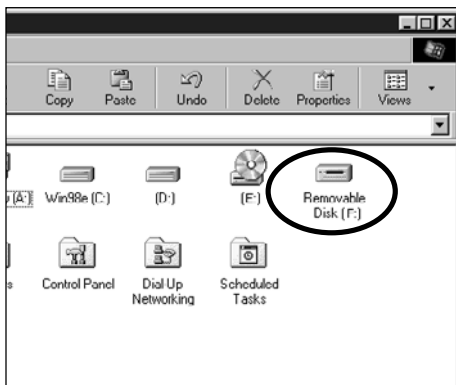 Copy Paste Undo Delete Properties Views
(A:) Win98e (C:) (D:) (E:) Removable
Disk (F:)
s Control Panel Dial-Up Scheduled
Networking Tasks